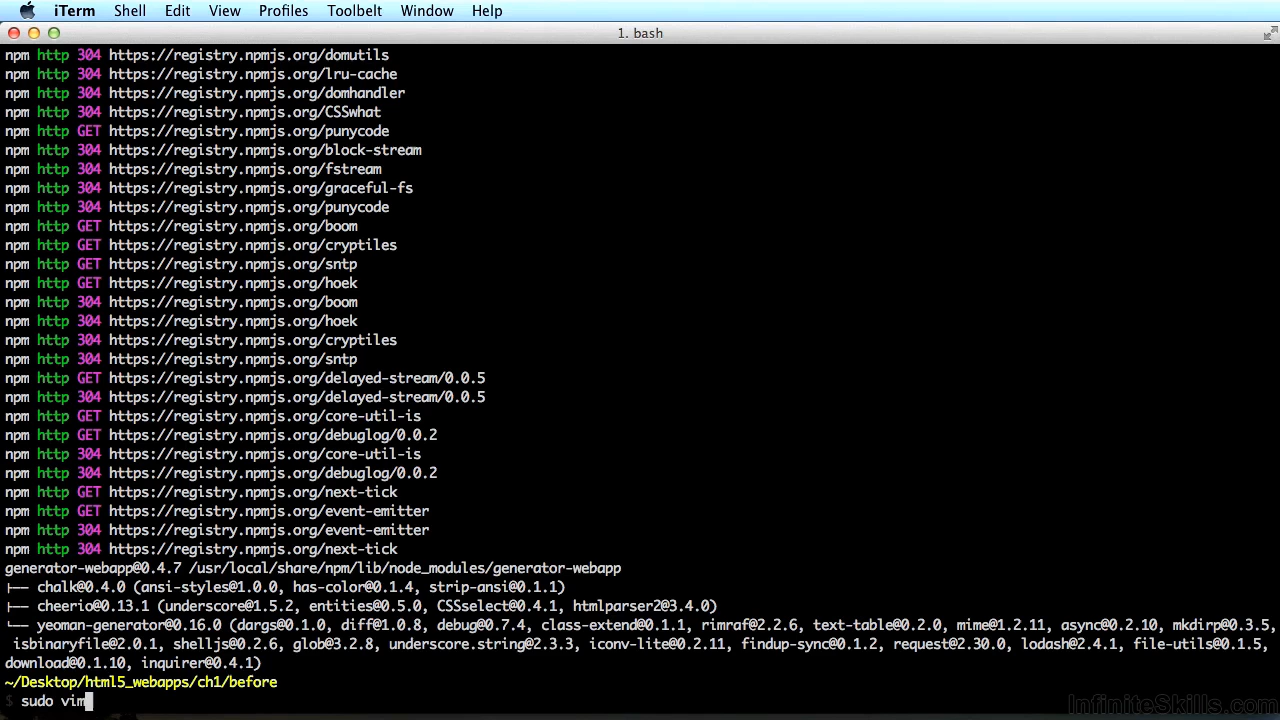 iTerm Shell Edit View Profiles Toolbelt Window Help
1. bash
npm http 304 https://registry.npmjs.org/domutils
npm http 304 https://registry.npmjs.org/lru-cache
npm http 304 https://registry.npmjs.org/domhandler
npm http 304 https://registry.npmjs.org/CSSwhat
npm http GET https://registry.npmjs.org/punycode
npm http 304 https://registry.npmjs.org/block-stream
npm http 304 https://registry.npmjs.org/fstream
npm http 304 https://registry.npmjs.org/graceful-fs
npm http 304 https://registry.npmjs.org/punycode
npm http GET https://registry.npmjs.org/boom
npm http GET https://registry.npmjs.org/cryptiles
npm http GET https://registry.npmjs.org/sntp
npm http GET https://registry.npmjs.org/hoek
npm http 304 https://registry.npmjs.org/boom
npm http 304 https://registry.npmjs.org/hoek
npm http 304 https://registry.npmjs.org/cryptiles
npm http 304 https://registry.npmjs.org/sntp
npm http GET https://registry.npmjs.org/delayed-stream/0.0.5
npm http 304 https://registry.npmjs.org/delayed-stream/0.0.5
npm http GET https://registry.npmjs.org/core-util-is
npm http GET https://registry.npmjs.org/debuglog/0.0.2
npm http 304 https://registry.npmjs.org/core-util-is
npm http 304 https://registry.npmjs.org/debuglog/0.0.2
npm http GET https://registry.npmjs.org/next-tick
npm http GET https://registry.npmjs.org/event-emitter
npm http 304 https://registry.npmjs.org/event-emitter
npm http 304 https://registry.npmjs.org/next-tick
generator-webapp@0.4.7 /usr/local/share/npm/lib/node_modules/generator-webapp
├── chalk@0.4.0 (ansi-styles@1.0.0, has-color@0.1.4, strip-ansi@0.1.1)
├── cheerio@0.13.1 (underscore@1.5.2, entities@0.5.0, CSSselect@0.4.1, htmlparser2@3.4.0)
└── yeoman-generator@0.16.0 (dargs@0.1.0, diff@1.0.8, debug@0.7.4, class-extend@0.1.1, rimraf@2.2.6, text-table@0.2.0, mime@1.2.11, async@0.2.10, mkdirp@0.3.5,
isbinaryfile@2.0.1, shelljs@0.2.6, glob@3.2.8, underscore.string@2.3.3, iconv-lite@0.2.11, findup-sync@0.1.2, request@2.30.0, lodash@2.4.1, file-utils@0.1.5,
download@0.1.10, inquirer@0.4.1)
~/Desktop/html5_webapps/ch1/before
$ sudo vim
InfiniteSkills.com